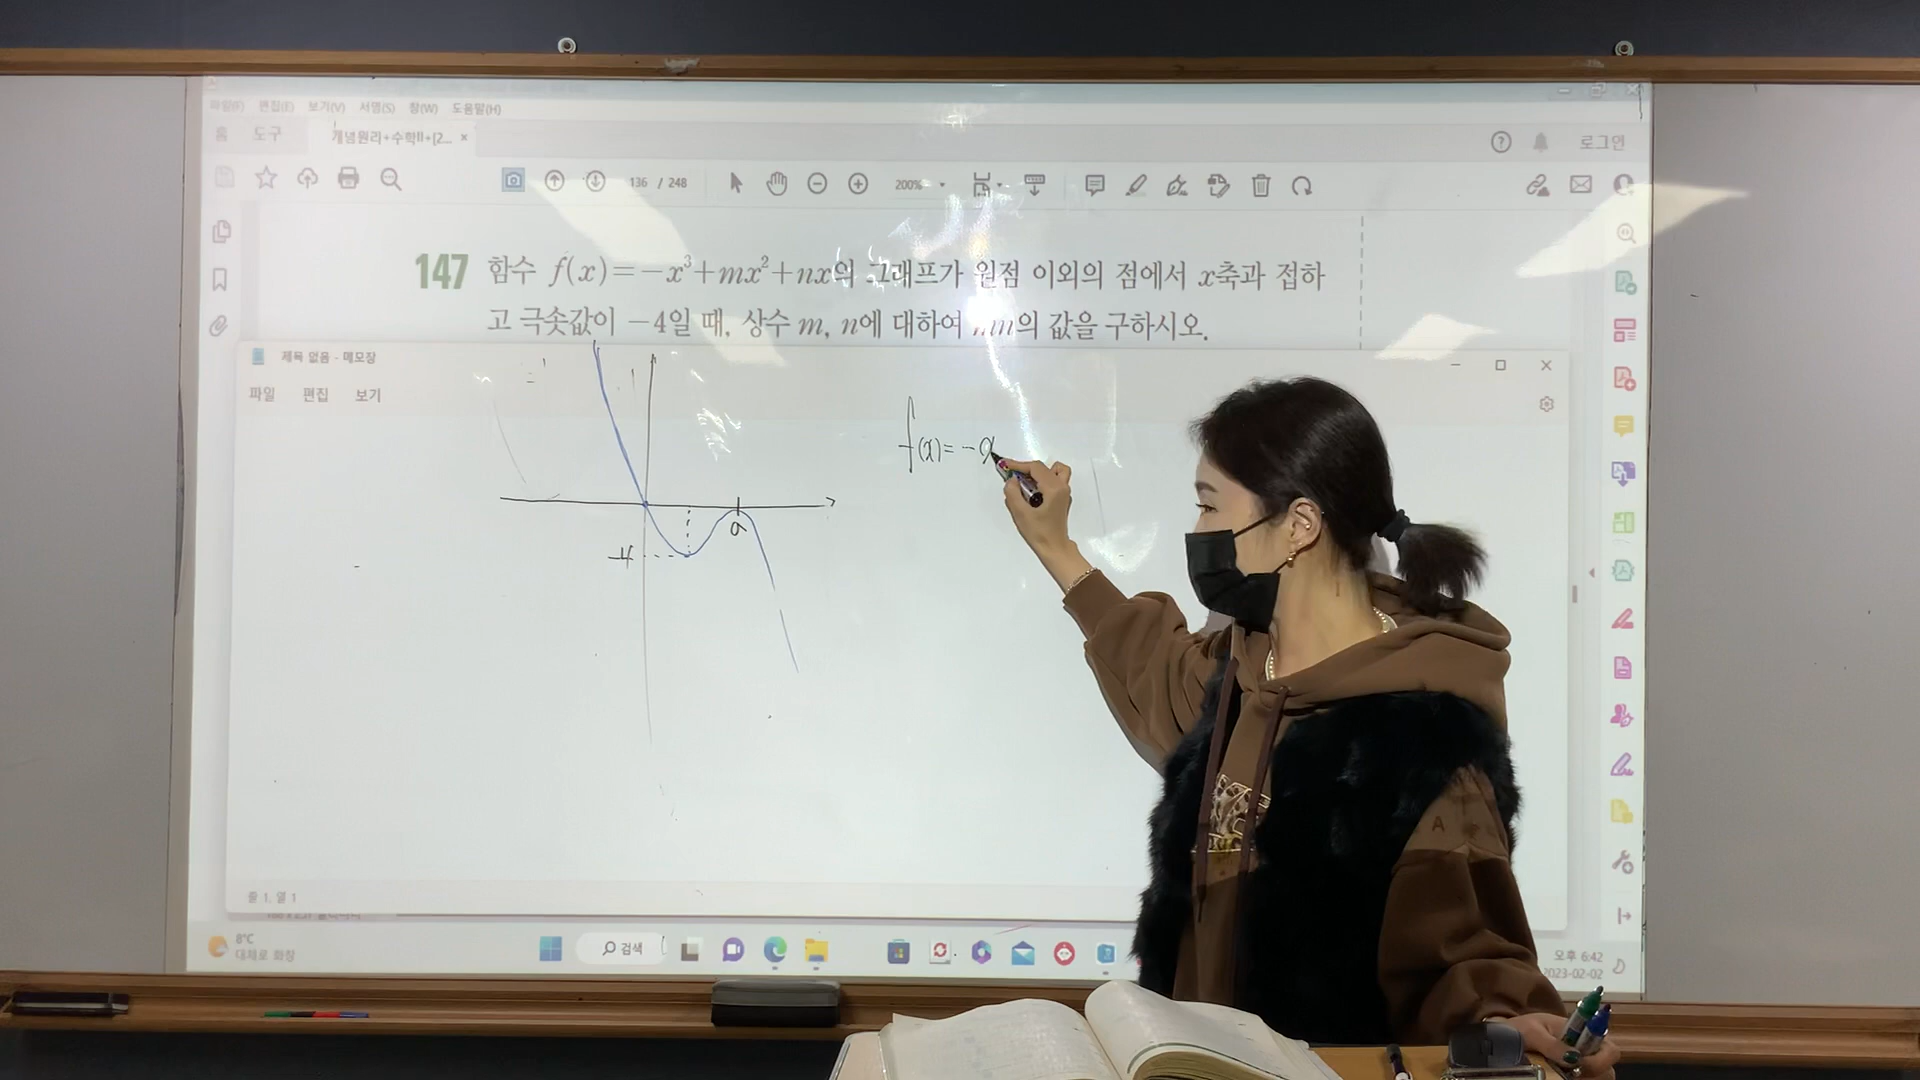 파일(F) 편집(E) 보기(V) 서명(S) 창(W) 도움말(H)
홈 도구 개념원리+수학II+(2... × ? 로그인
136 / 248 200%
147 함수 f(x)=-x³+mx²+nx의 그래프가 원점 이외의 점에서 x축과 접하
고 극솟값이 -4일 때, 상수 m, n에 대하여 mn의 값을 구하시오.
제목 없음 - 메모장
파일 편집 보기
f(x)= -x
a
-4
줄 1, 열 1
8°C
대체로 화창
검색
오후 6:42
2023-02-02